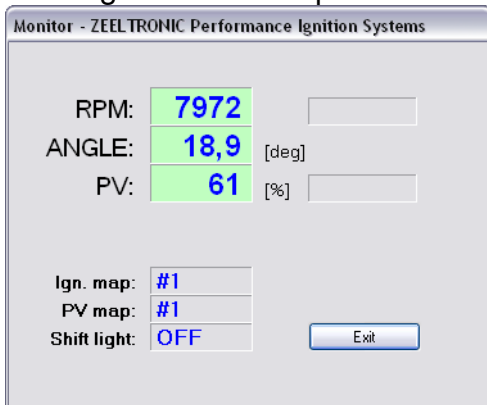 Monitor - ZEELTRONIC Performance Ignition Systems
RPM: 7972
ANGLE: 18,9 [deg]
PV: 61 [%]
Ign. map: #1
PV map: #1
Shift light: OFF
Exit